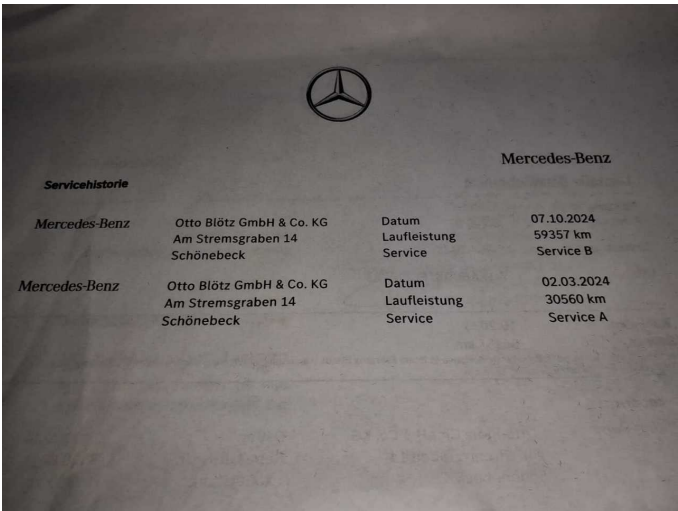 Mercedes-Benz
Servicehistorie
Mercedes-Benz Otto Blötz GmbH & Co. KG Datum 07.10.2024
Am Stremsgraben 14 Laufleistung 59357 km
Schönebeck Service Service B
Mercedes-Benz Otto Blötz GmbH & Co. KG Datum 02.03.2024
Am Stremsgraben 14 Laufleistung 30560 km
Schönebeck Service Service A